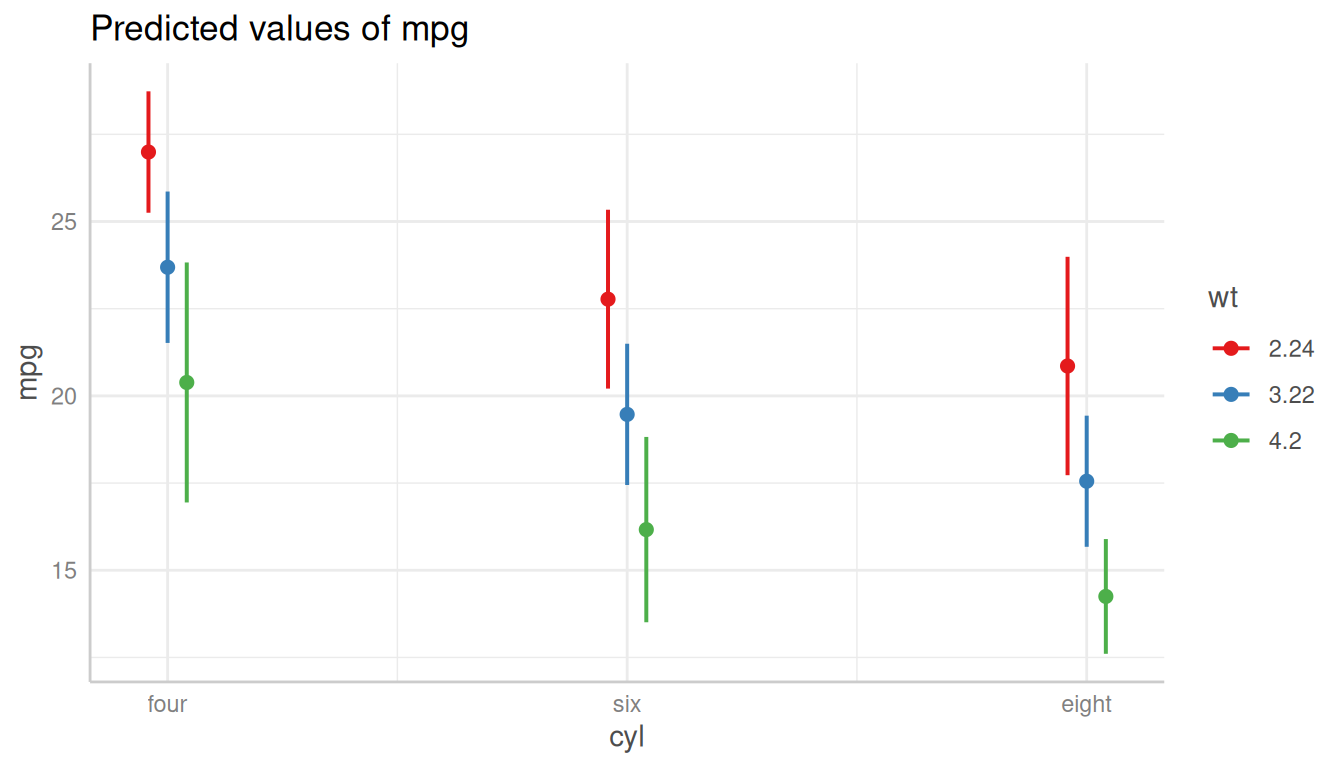 Predicted values of mpg
mpg
25
20
15
four
six
eight
cyl
wt
2.24
3.22
4.2